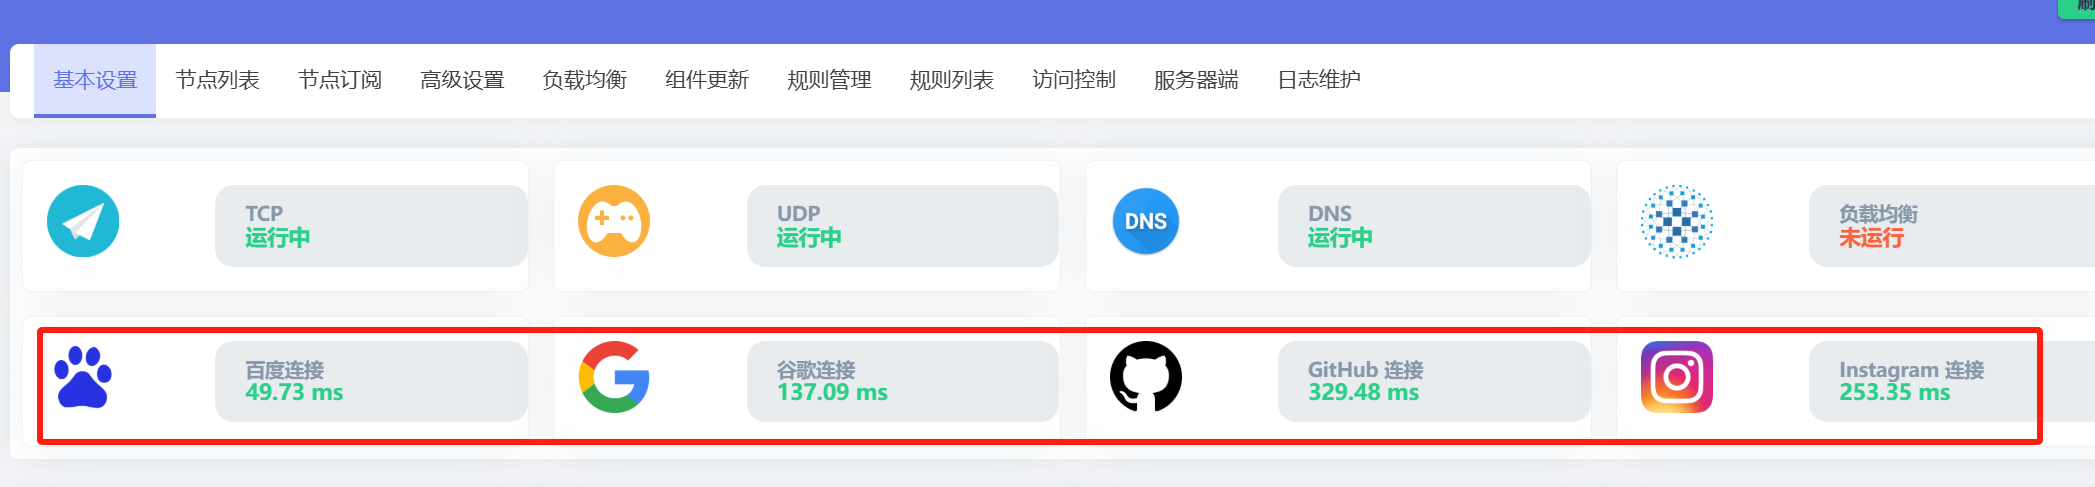 基本设置 节点列表 节点订阅 高级设置 负载均衡 组件更新 规则管理 规则列表 访问控制 服务器端 日志维护
TCP
运行中
UDP
运行中
DNS
DNS
运行中
负载均衡
未运行
百度连接
49.73 ms
谷歌连接
137.09 ms
GitHub 连接
329.48 ms
Instagram 连接
253.35 ms